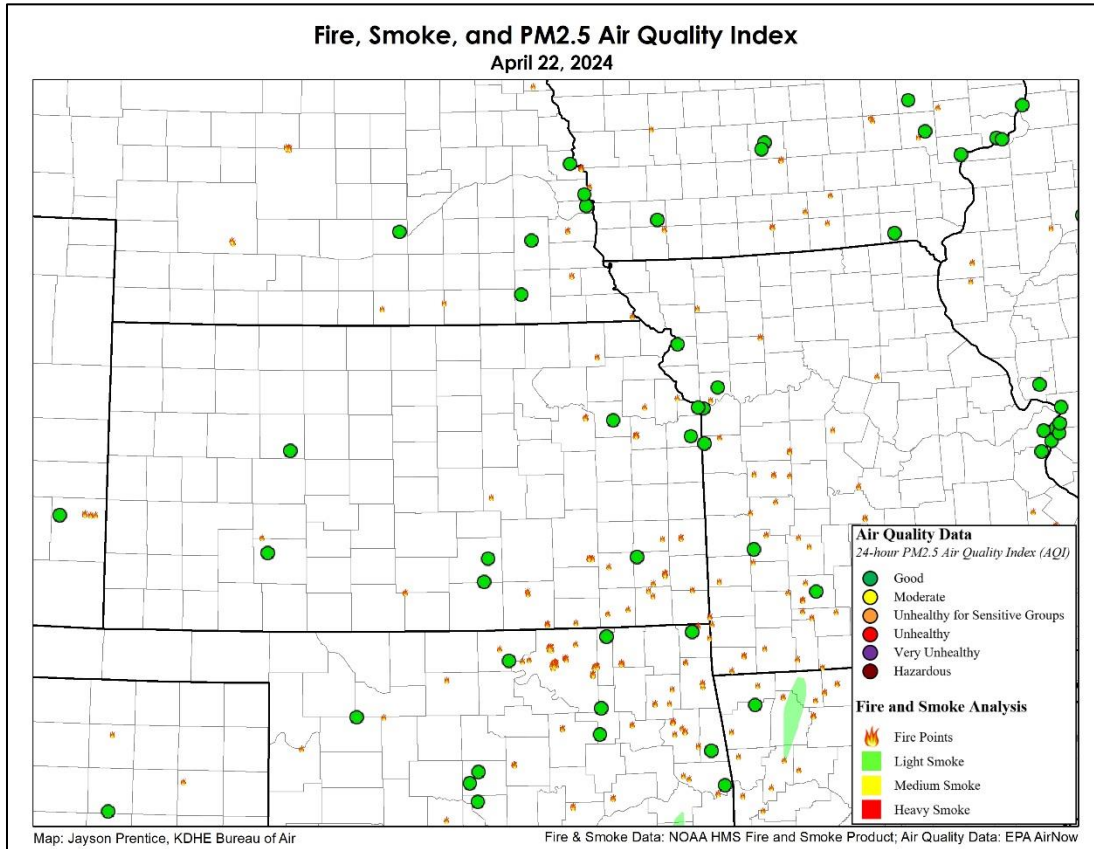 Fire, Smoke, and PM2.5 Air Quality Index
April 22, 2024
Air Quality Data
24-hour PM2.5 Air Quality Index (AQI)
Good
Moderate
Unhealthy for Sensitive Groups
Unhealthy
Very Unhealthy
Hazardous
Fire and Smoke Analysis
Fire Points
Light Smoke
Medium Smoke
Heavy Smoke
Map: Jayson Prentice, KDHE Bureau of Air
Fire & Smoke Data: NOAA HMS Fire and Smoke Product; Air Quality Data: EPA AirNow